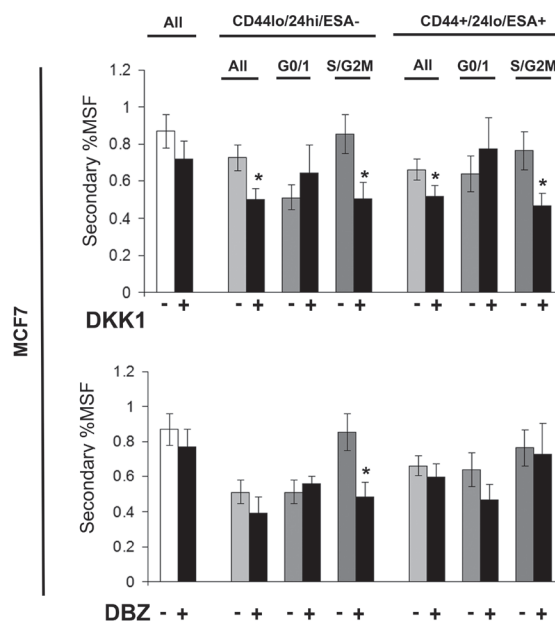 All CD44lo/24hi/ESA- CD44+/24lo/ESA+
All G0/1 S/G2M All G0/1 S/G2M
1.2
1
0.8
0.6
0.4
0.2
0
Secondary %MSF
* * * *
- + - + - + - + - + - + - +
DKK1
MCF7
1.2
1
0.8
0.6
0.4
0.2
0
Secondary %MSF
*
- + - + - + - + - + - + - +
DBZ